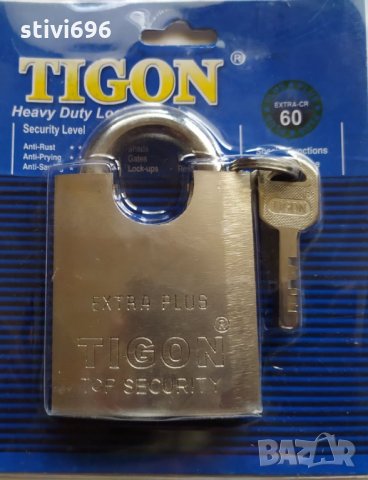 stivi696
TIGON®
Heavy Duty
EXTRA-CR
60
Security Level
Anti-Rust
Anti-Prying
Gates
Lock-ups
EXTRA PLUS
TIGON®
TOP SECURITY
BAZAR